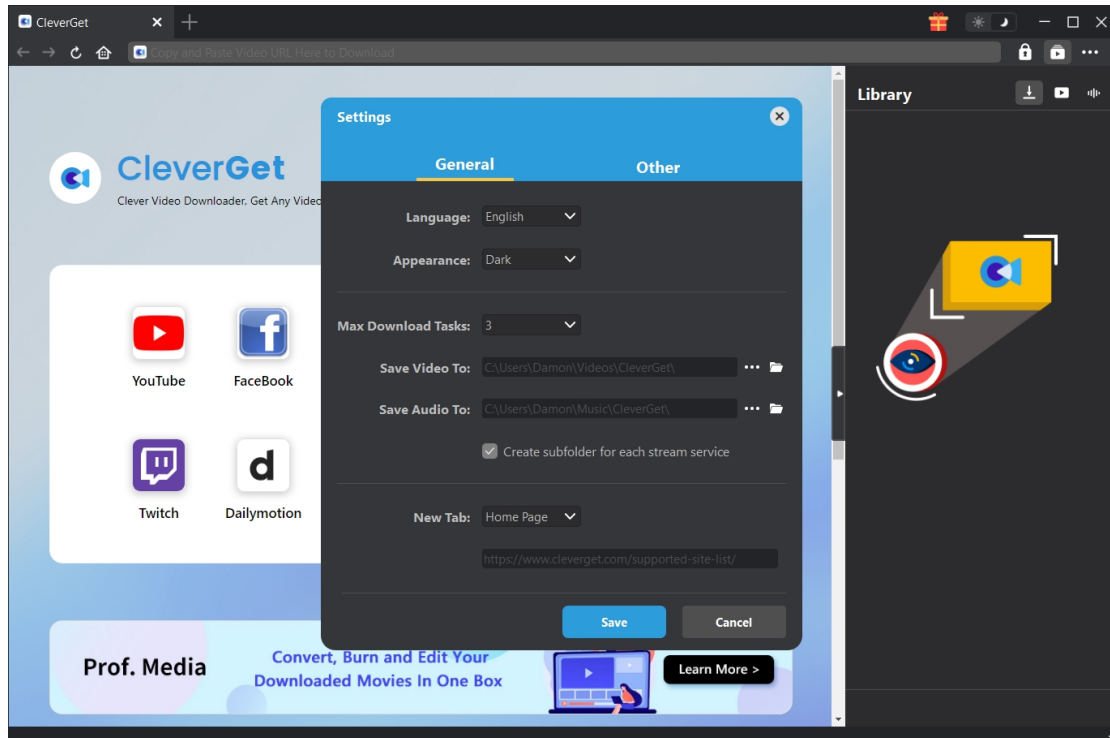 CleverGet
Copy and Paste Video URL Here to Download
Library
Settings
General
Other
CleverGet
Clever Video Downloader. Get Any Video
YouTube
FaceBook
Twitch
Dailymotion
Language: English
Appearance: Dark
Max Download Tasks: 3
Save Video To: C:\Users\Damon\Videos\CleverGet\
Save Audio To: C:\Users\Damon\Music\CleverGet\
Create subfolder for each stream service
New Tab: Home Page
https://www.cleverget.com/supported-site-list/
Save
Cancel
Prof. Media
Convert, Burn and Edit Your
Downloaded Movies In One Box
Learn More >